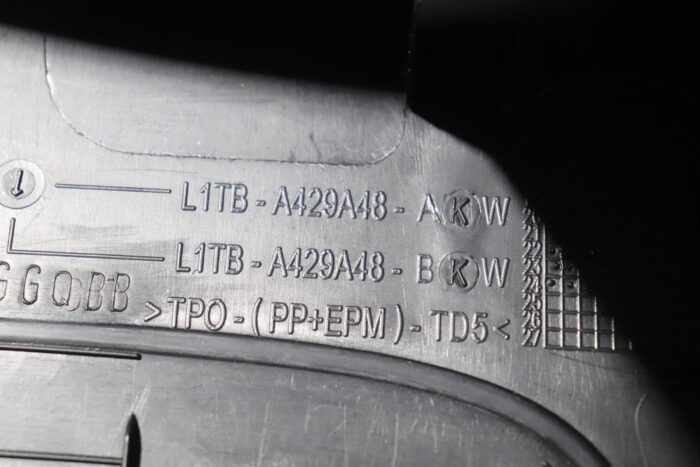 L1TB - A429A48 - AKW
L
L1TB - A429A48 - BKW
GGQBB
>TPO - ( PP+EPM ) - TD5<